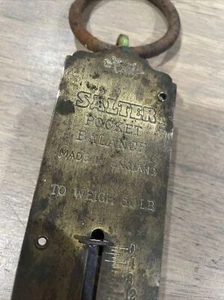 SALTER
POCKET
BALANCE
MADE IN ENGLAND
TO WEIGH 50 LB